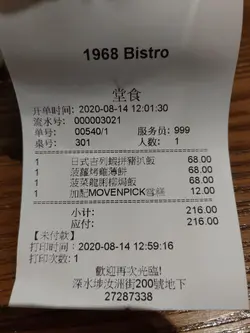 1968 Bistro
堂食
开单时间: 2020-08-14 12:01:30
流水号: 000003021
单号: 00540/1 服务员: 999
桌号: 301 人数: 1
1 日式吉列蝦拼豬扒飯 68.00
1 菠蘿烤雞薄餅 68.00
1 菠菜龍脷柳焗飯 68.00
1 加配MOVENPICK雪糕 12.00
小计: 216.00
应付: 216.00
【未付款】
打印时间: 2020-08-14 12:59:16
打印次数: 1
歡迎再次光臨!
深水埗汝洲街200號地下
27287338